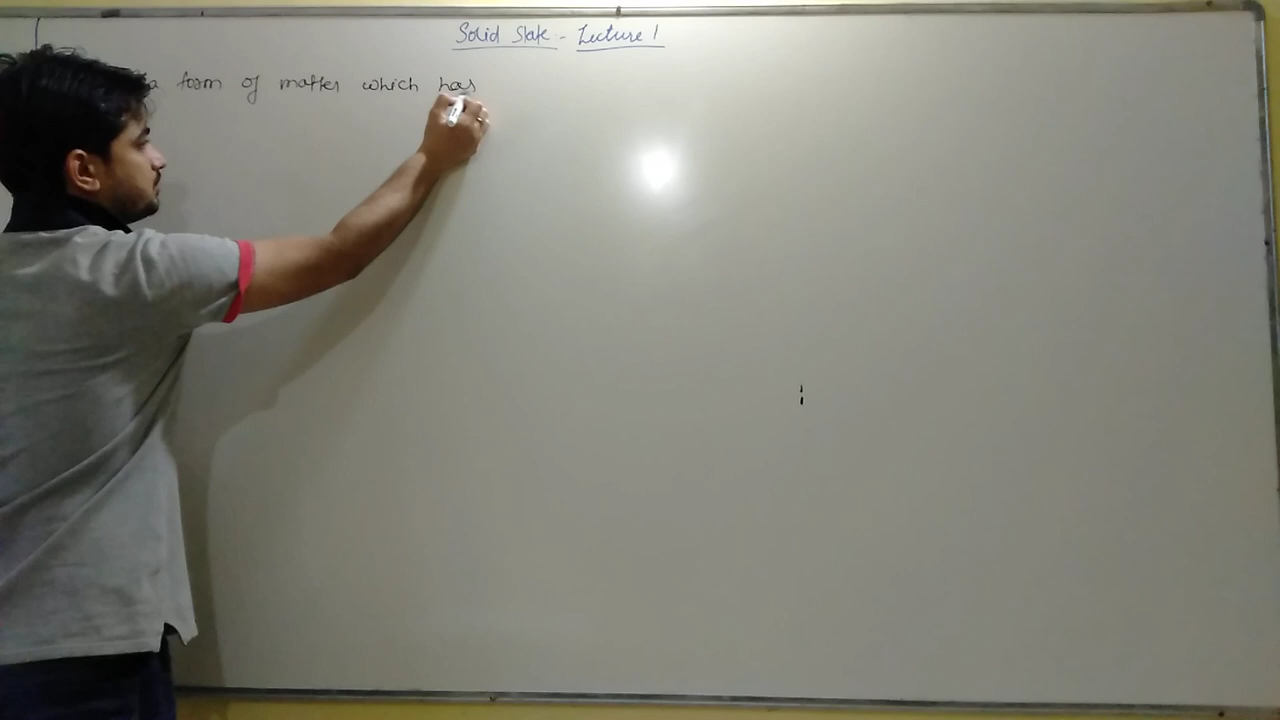 Solid State - Lecture 1
a form of matter which has